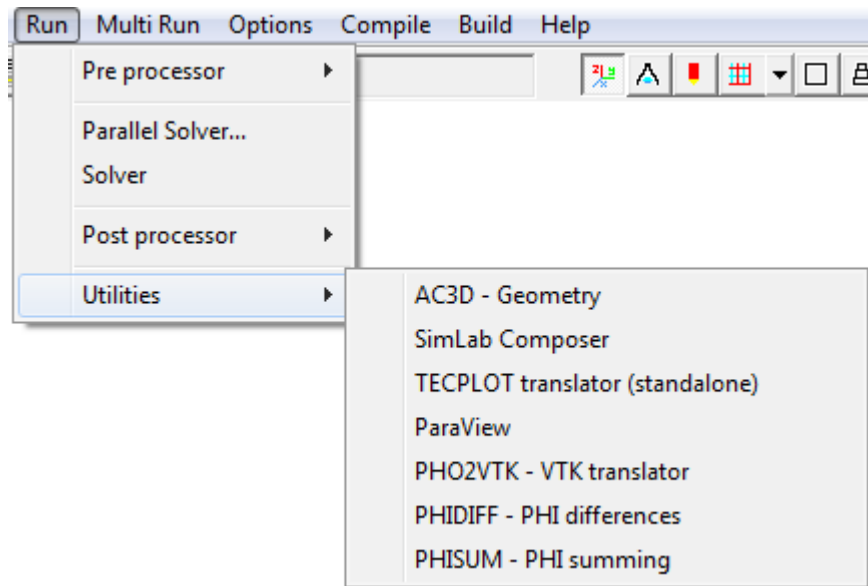 Run Multi Run Options Compile Build Help
Pre processor
Parallel Solver...
Solver
Post processor
Utilities
AC3D - Geometry
SimLab Composer
TECPLOT translator (standalone)
ParaView
PHO2VTK - VTK translator
PHIDIFF - PHI differences
PHISUM - PHI summing